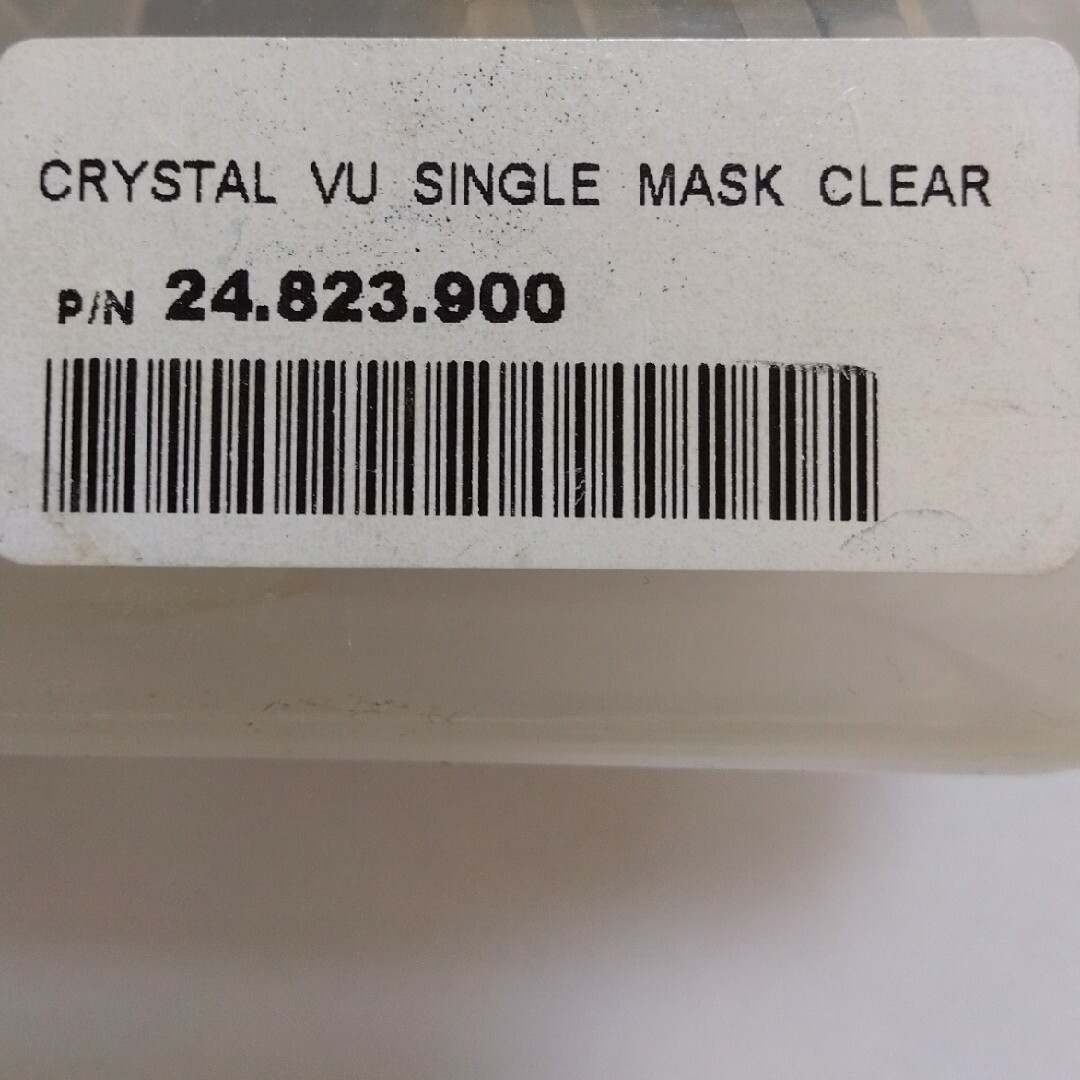 CRYSTAL VU SINGLE MASK CLEAR
P/N 24.823.900